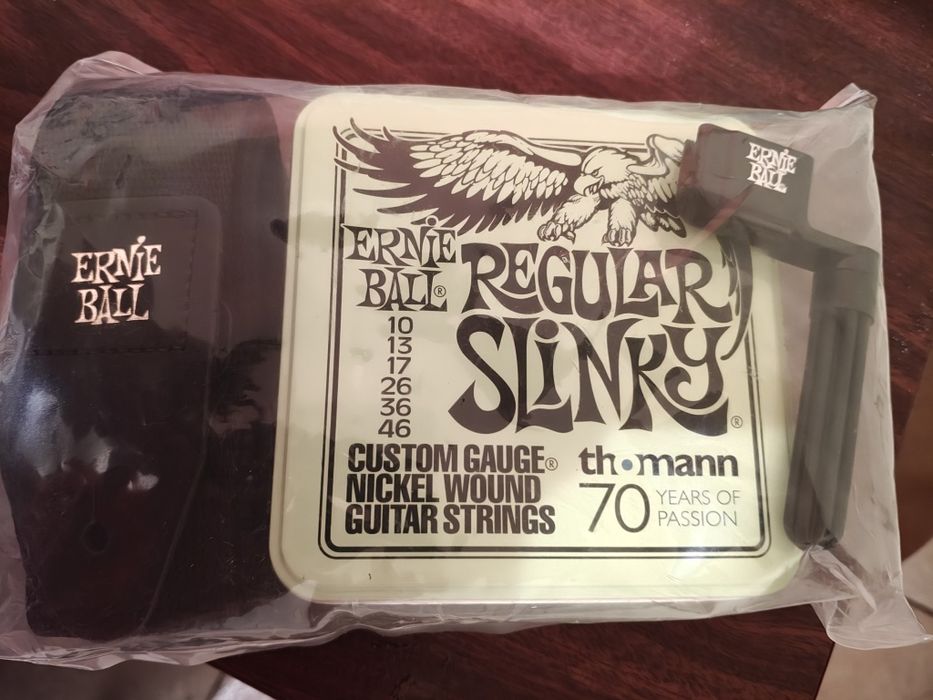 ERNIE
BALL
ERNIE
BALL®
REGULAR
SLINKY®
10
13
17
26
36
46
CUSTOM GAUGE®
NICKEL WOUND
GUITAR STRINGS
thomann
70 YEARS OF
PASSION
ERNIE
BALL